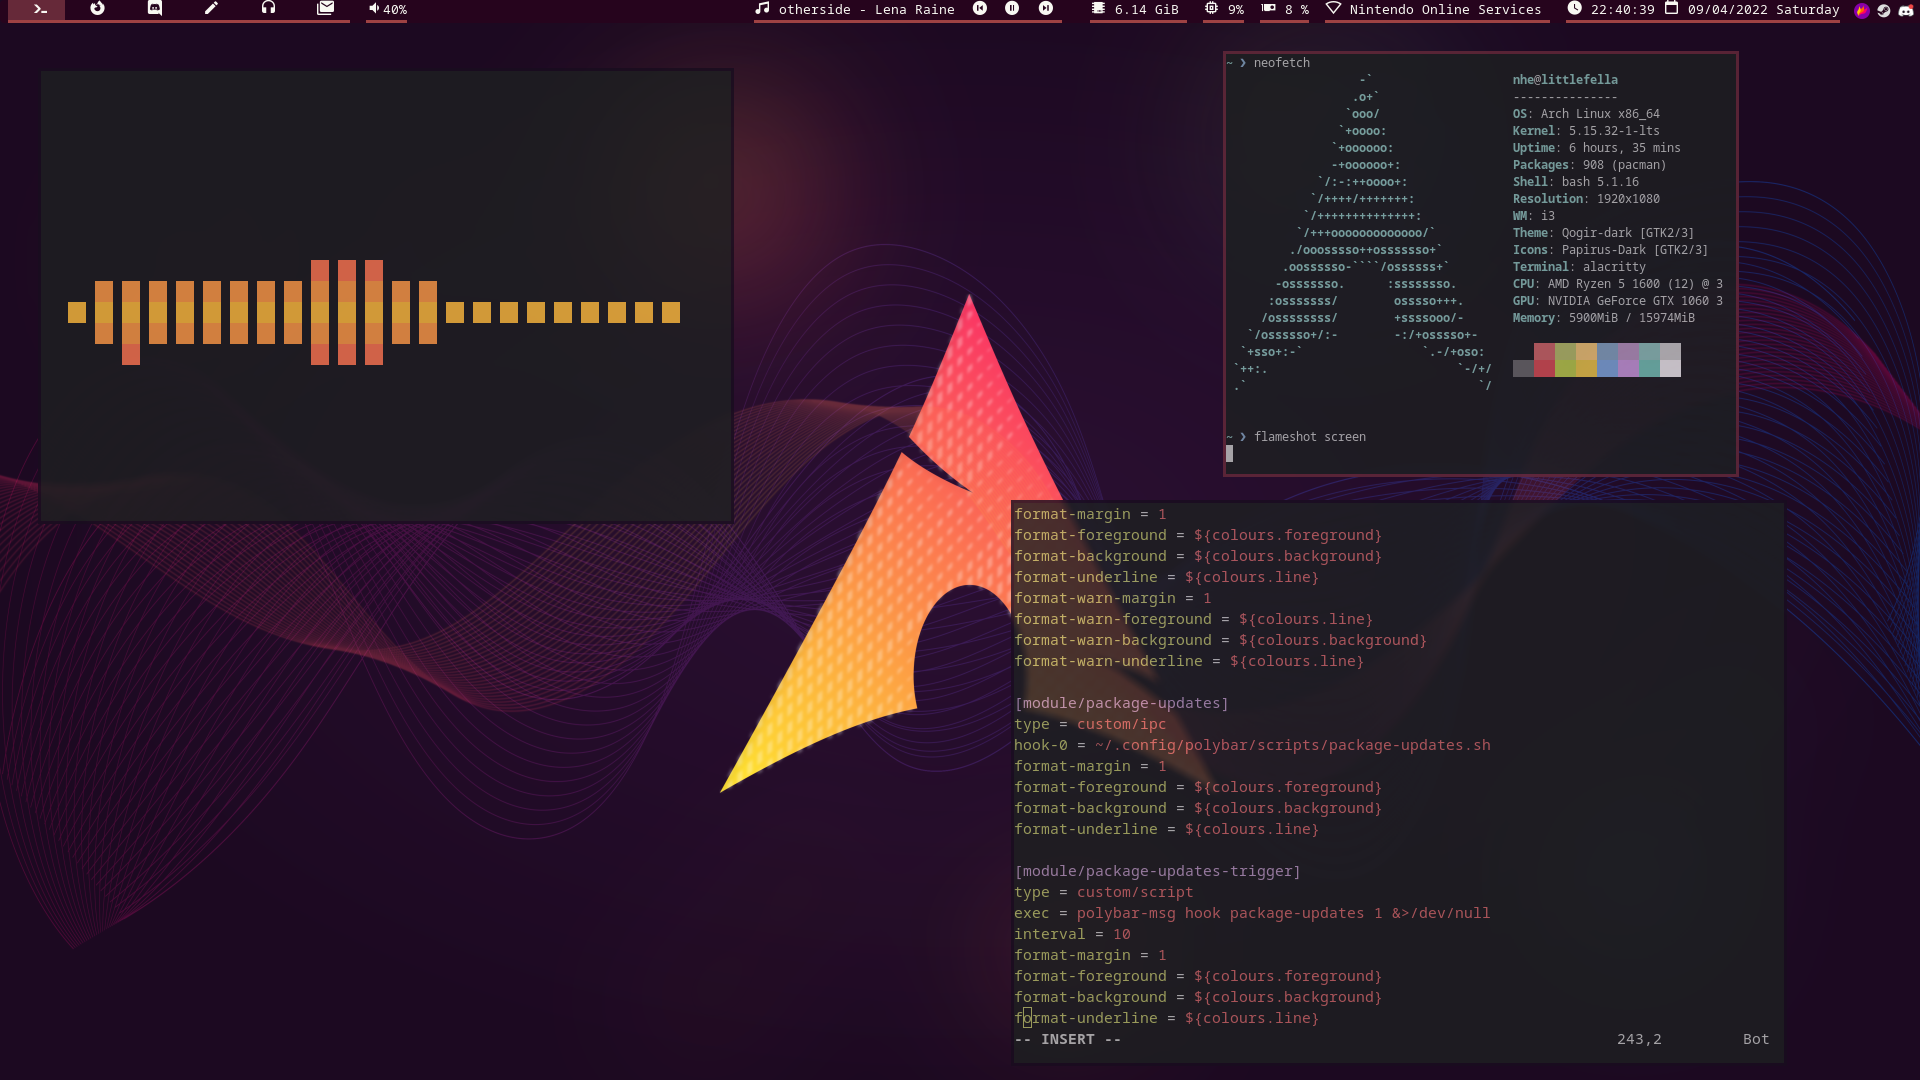 40%
otherside - Lena Raine
6.14 GiB
9%
8 %
Nintendo Online Services
22:40:39
09/04/2022 Saturday
~ ❯ neofetch
                   -`
                  .o+`
                 `ooo/
                `+oooo:
               `+oooooo:
               -+oooooo+:
             `/:-:++oooo+:
            `/++++/+++++++:
           `/++++++++++++++:
          `/+++ooooooooooooo/`
         ./ooosssso++osssssso+`
        .oossssso-````/ossssss+`
       -osssssso.      :ssssssso.
      :osssssss/        osssso+++.
     /ossssssss/        +ssssooo/-
   `/ossssso+/:-        -:/+osssso+-
  `+sso+:-`                 `.-/+oso:
 `++:.                           `-/+/
 .`                                 `/
nhe@littlefella
---------------
OS: Arch Linux x86_64
Kernel: 5.15.32-1-lts
Uptime: 6 hours, 35 mins
Packages: 908 (pacman)
Shell: bash 5.1.16
Resolution: 1920x1080
WM: i3
Theme: Qogir-dark [GTK2/3]
Icons: Papirus-Dark [GTK2/3]
Terminal: alacritty
CPU: AMD Ryzen 5 1600 (12) @ 3
GPU: NVIDIA GeForce GTX 1060 3
Memory: 5900MiB / 15974MiB
~ ❯ flameshot screen
format-margin = 1
format-foreground = ${colours.foreground}
format-background = ${colours.background}
format-underline = ${colours.line}
format-warn-margin = 1
format-warn-foreground = ${colours.line}
format-warn-background = ${colours.background}
format-warn-underline = ${colours.line}
[module/package-updates]
type = custom/ipc
hook-0 = ~/.config/polybar/scripts/package-updates.sh
format-margin = 1
format-foreground = ${colours.foreground}
format-background = ${colours.background}
format-underline = ${colours.line}
[module/package-updates-trigger]
type = custom/script
exec = polybar-msg hook package-updates 1 &>/dev/null
interval = 10
format-margin = 1
format-foreground = ${colours.foreground}
format-background = ${colours.background}
format-underline = ${colours.line}
-- INSERT -- 243,2 Bot